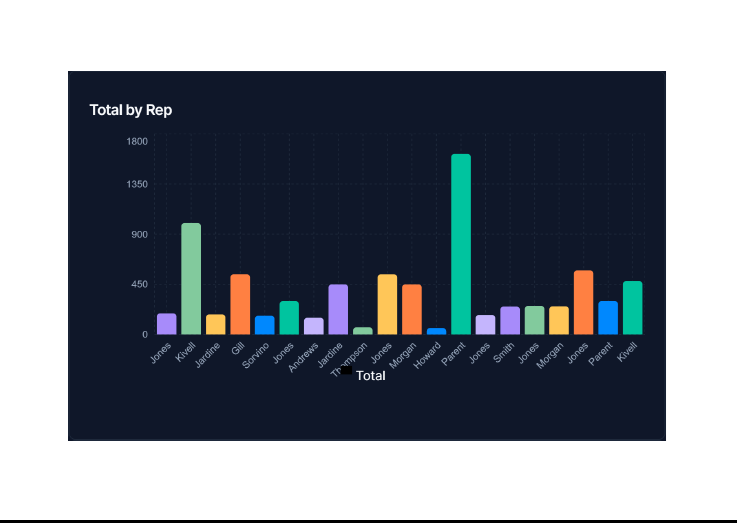 Total by Rep
1800
1350
900
450
0
Jones Kivell Jardine Gill Sorvino Jones Andrews Jardine Jones Morgan Howard Parent Jones Smith Jones Morgan Jones Parent Kivell
Total